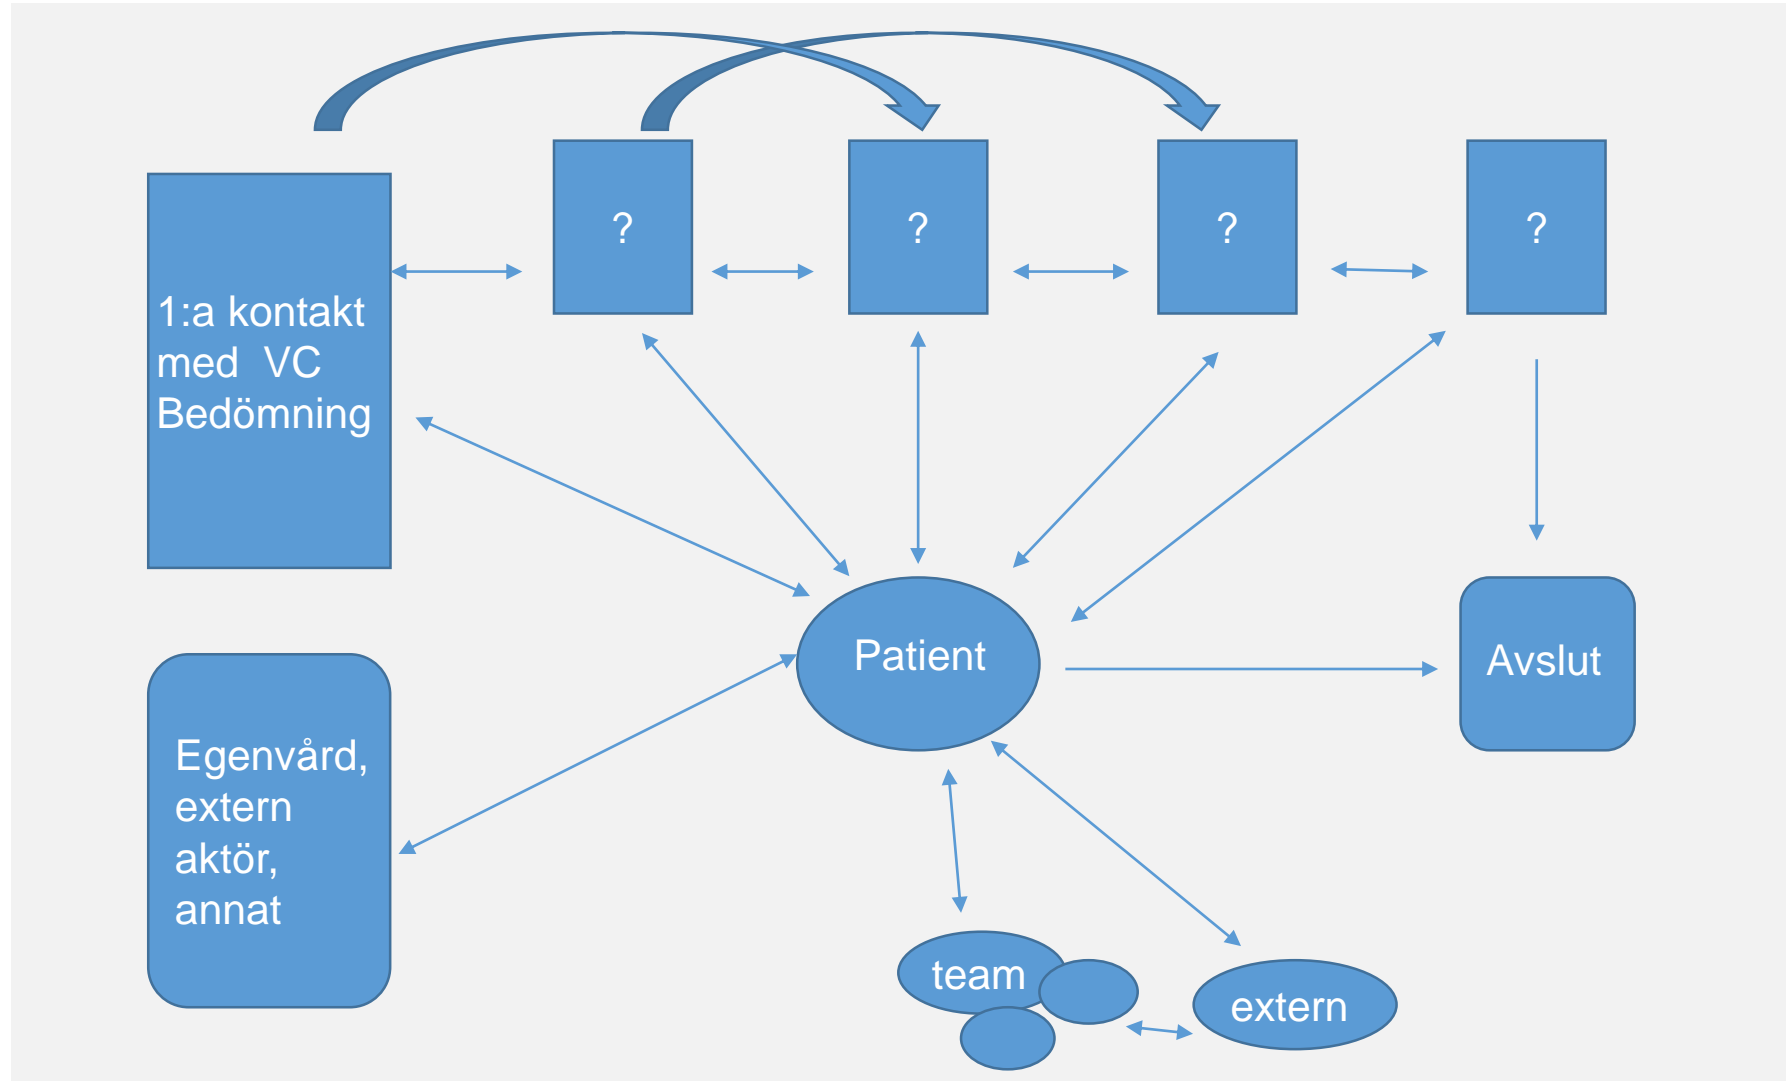 ?
?
?
?
1:a kontakt
med VC
Bedömning
Patient
Avslut
Egenvård,
extern
aktör,
annat
team
extern